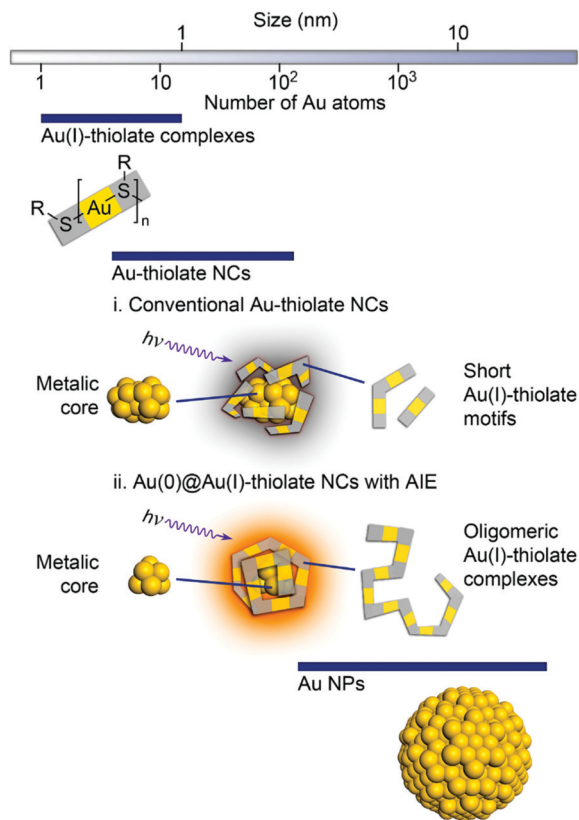 Size (nm)
1 10
1 10 10² 10³
Number of Au atoms
Au(I)-thiolate complexes
R
R
S
Au
S
n
Au-thiolate NCs
i. Conventional Au-thiolate NCs
hν
Metalic
core
Short
Au(I)-thiolate
motifs
ii. Au(0)@Au(I)-thiolate NCs with AIE
hν
Metalic
core
Oligomeric
Au(I)-thiolate
complexes
Au NPs